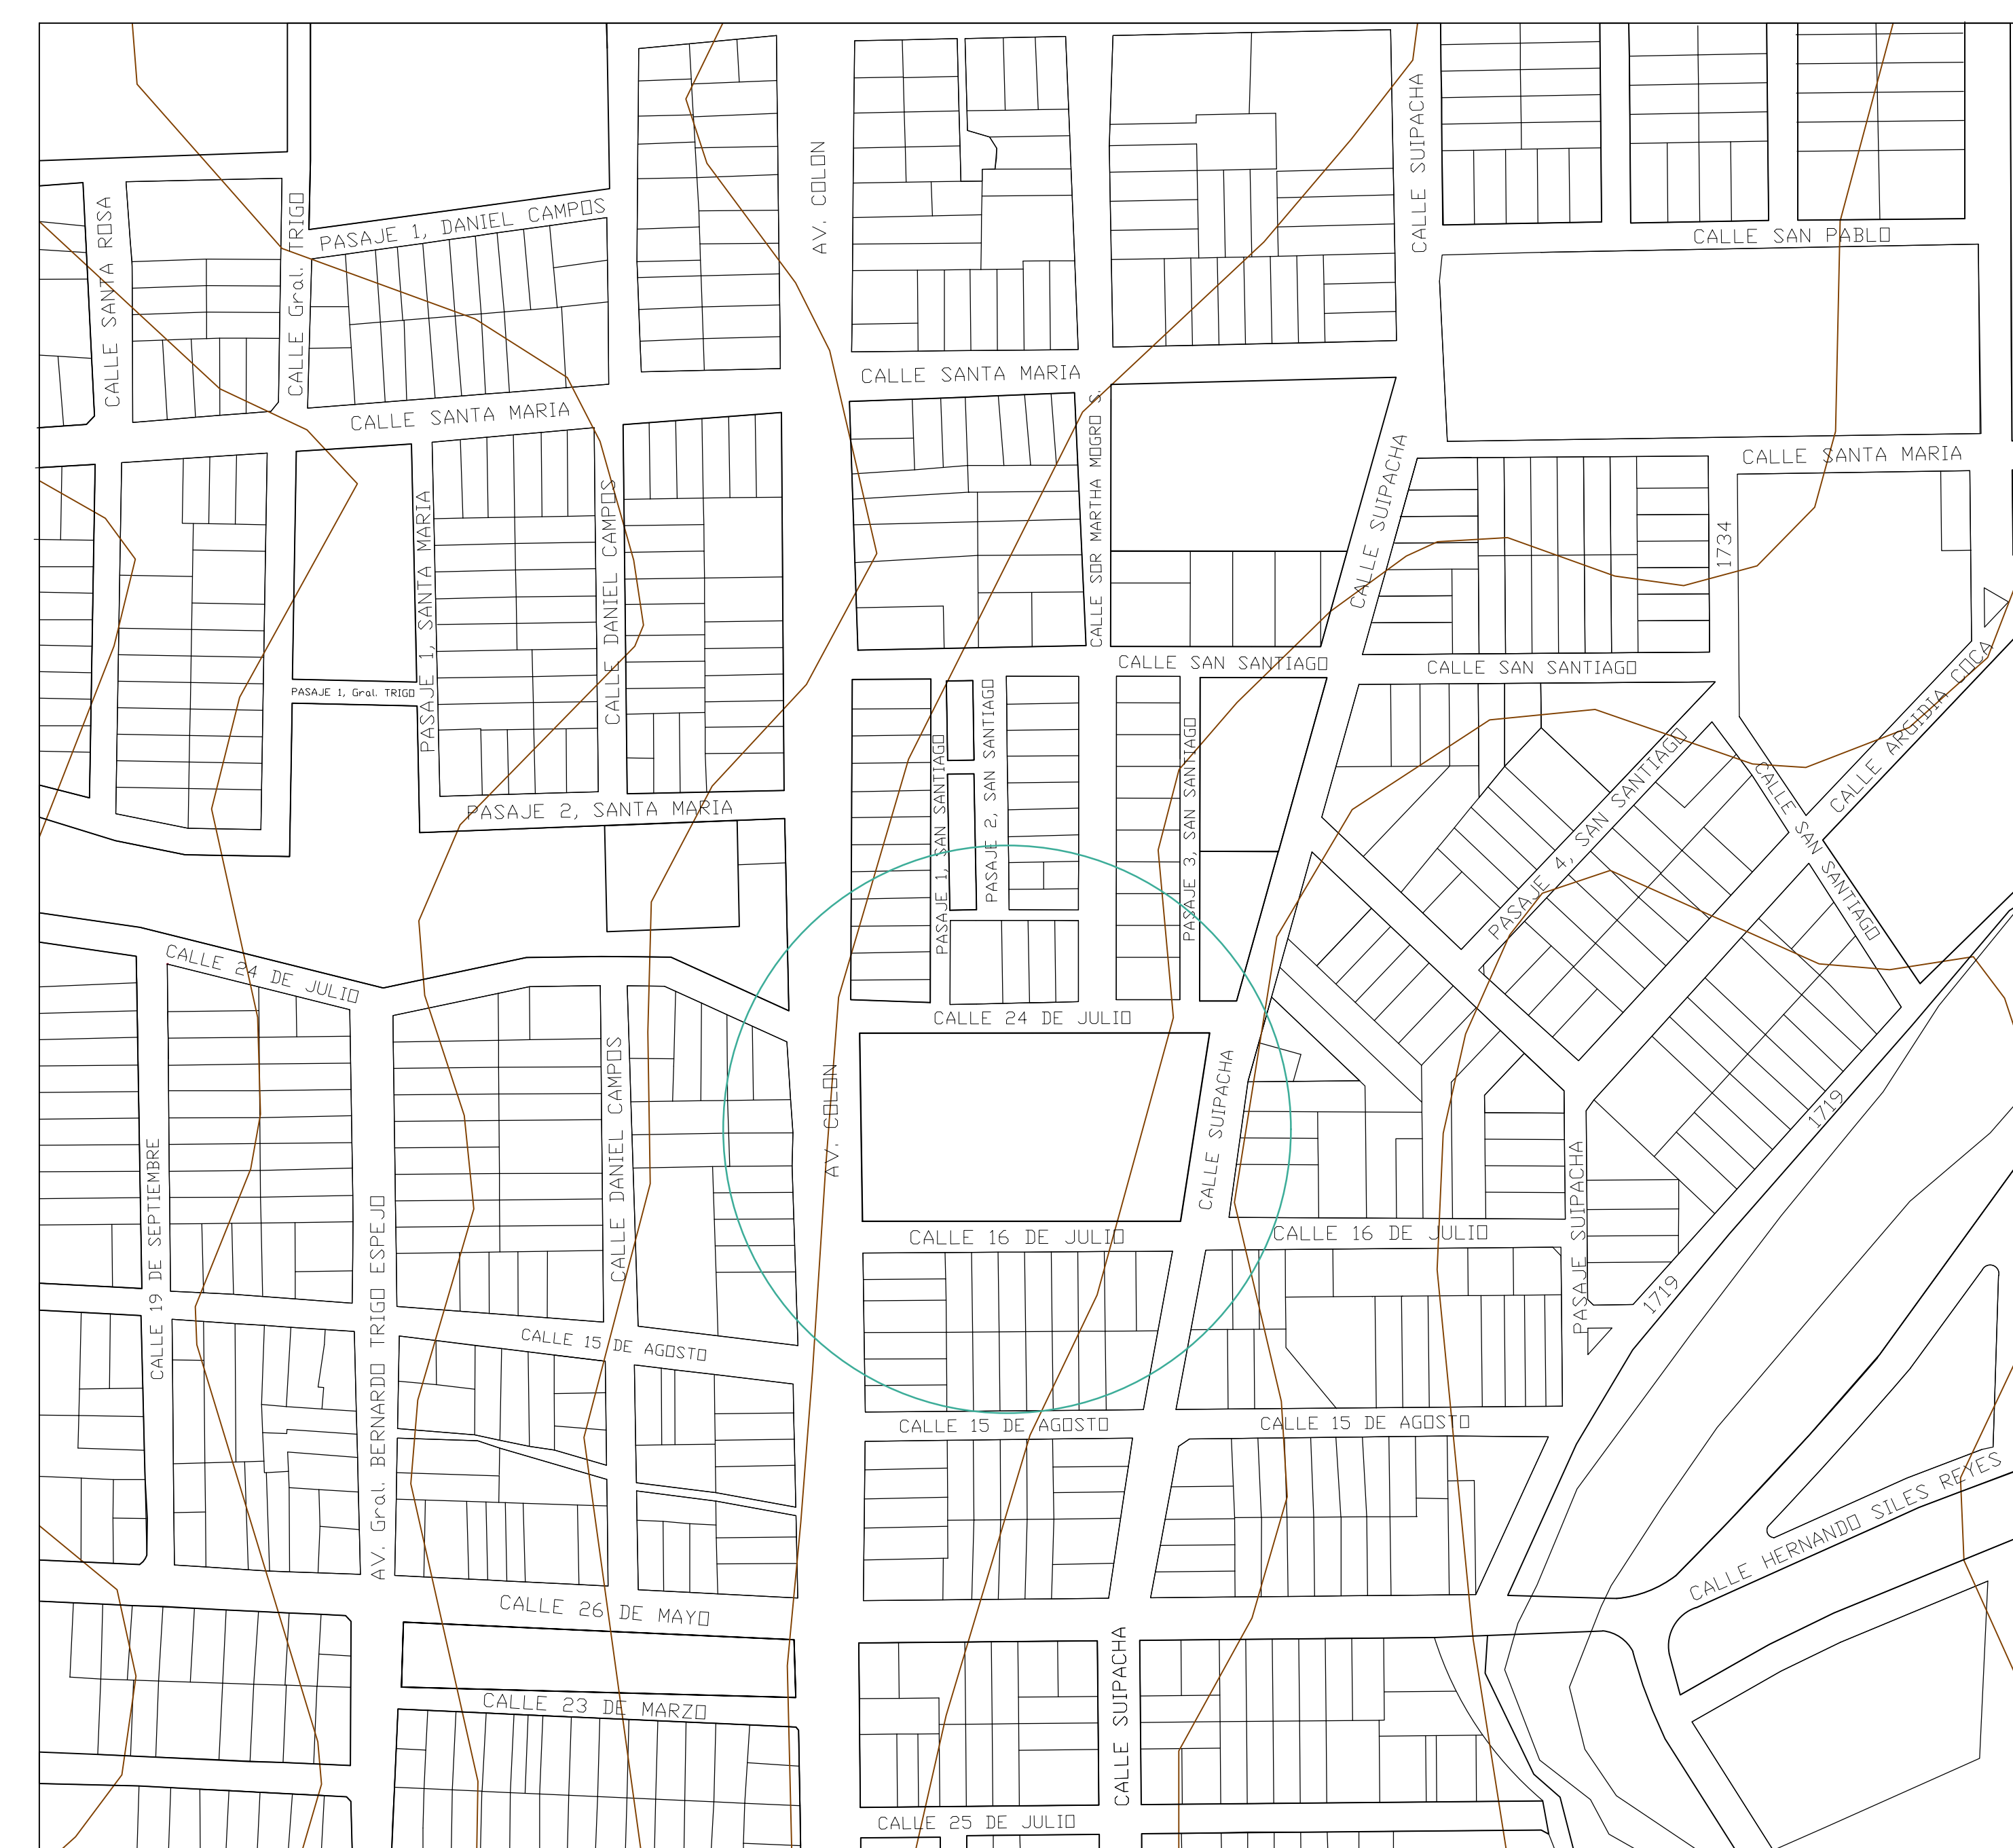 CALLE SANTA ROSA
CALLE Gral. TRIGO
PASAJE 1, DANIEL CAMPOS
AV. COLON
CALLE SUIPACHA
CALLE SAN PABLO
CALLE SANTA MARIA
CALLE SANTA MARIA
CALLE SANTA MARIA
CALLE SOR MARTHA MOGRO S.
CALLE SUIPACHA
1734
PASAJE 1, SANTA MARIA
CALLE DANIEL CAMPOS
PASAJE 1, Gral. TRIGO
CALLE SAN SANTIAGO
CALLE SAN SANTIAGO
CALLE ARGIDIA COCA
PASAJE 1, SAN SANTIAGO
PASAJE 2, SAN SANTIAGO
PASAJE 3, SAN SANTIAGO
PASAJE 4, SAN SANTIAGO
CALLE SAN SANTIAGO
PASAJE 2, SANTA MARIA
CALLE 24 DE JULIO
CALLE 24 DE JULIO
CALLE DANIEL CAMPOS
AV. COLON
CALLE SUIPACHA
1719
CALLE 19 DE SEPTIEMBRE
AV. Gral. BERNARDO TRIGO ESPEJO
CALLE 16 DE JULIO
CALLE 16 DE JULIO
PASAJE SUIPACHA
1719
CALLE 15 DE AGOSTO
CALLE 15 DE AGOSTO
CALLE 15 DE AGOSTO
CALLE HERNANDO SILES REYES
CALLE 26 DE MAYO
CALLE SUIPACHA
CALLE 23 DE MARZO
CALLE 25 DE JULIO